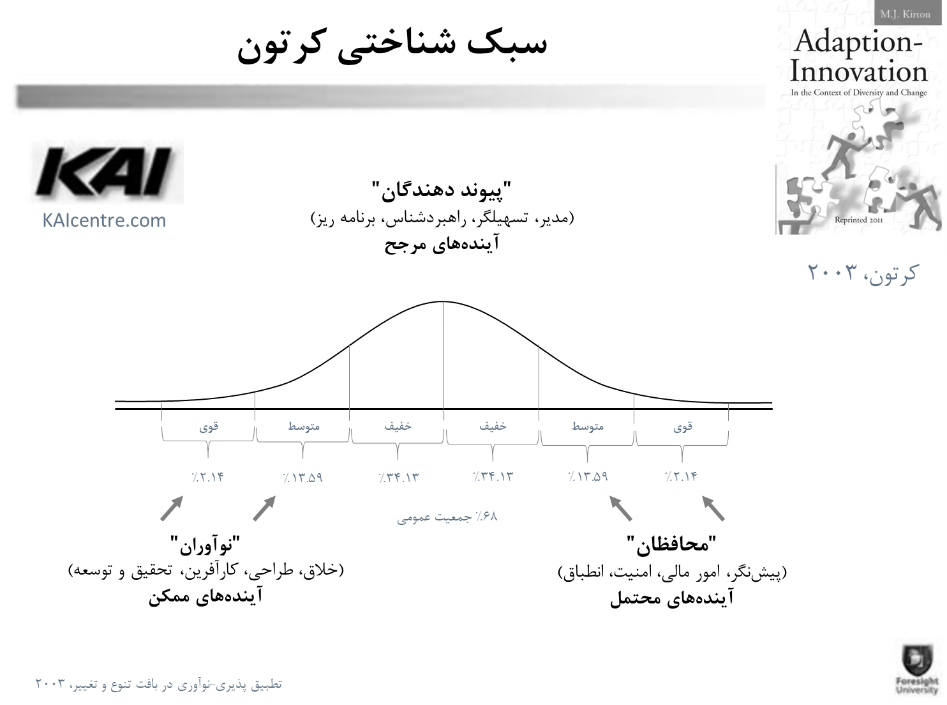 سبک شناختی کرتون
M.J. Kirton
Adaption-
Innovation
In the Context of Diversity and Change
Reprinted 2011
کرتون، ۲۰۰۳
KAI
KAIcentre.com
"پیوند دهندگان"
(مدیر، تسهیلگر، راهبردشناس، برنامه ریز)
آینده‌های مرجح
قوی متوسط خفیف خفیف متوسط قوی
٪۲.۱۴ ٪۱۳.۵۹ ٪۳۴.۱۳ ٪۳۴.۱۳ ٪۱۳.۵۹ ٪۲.۱۴
۶۸٪ جمعیت عمومی
"محافظان"
(پیش‌نگر، امور مالی، امنیت، انطباق)
آینده‌های محتمل
"نوآوران"
(خلاق، طراحی، کارآفرین، تحقیق و توسعه)
آینده‌های ممکن
تطبیق پذیری-نوآوری در بافت تنوع و تغییر، ۲۰۰۳
Foresight
University